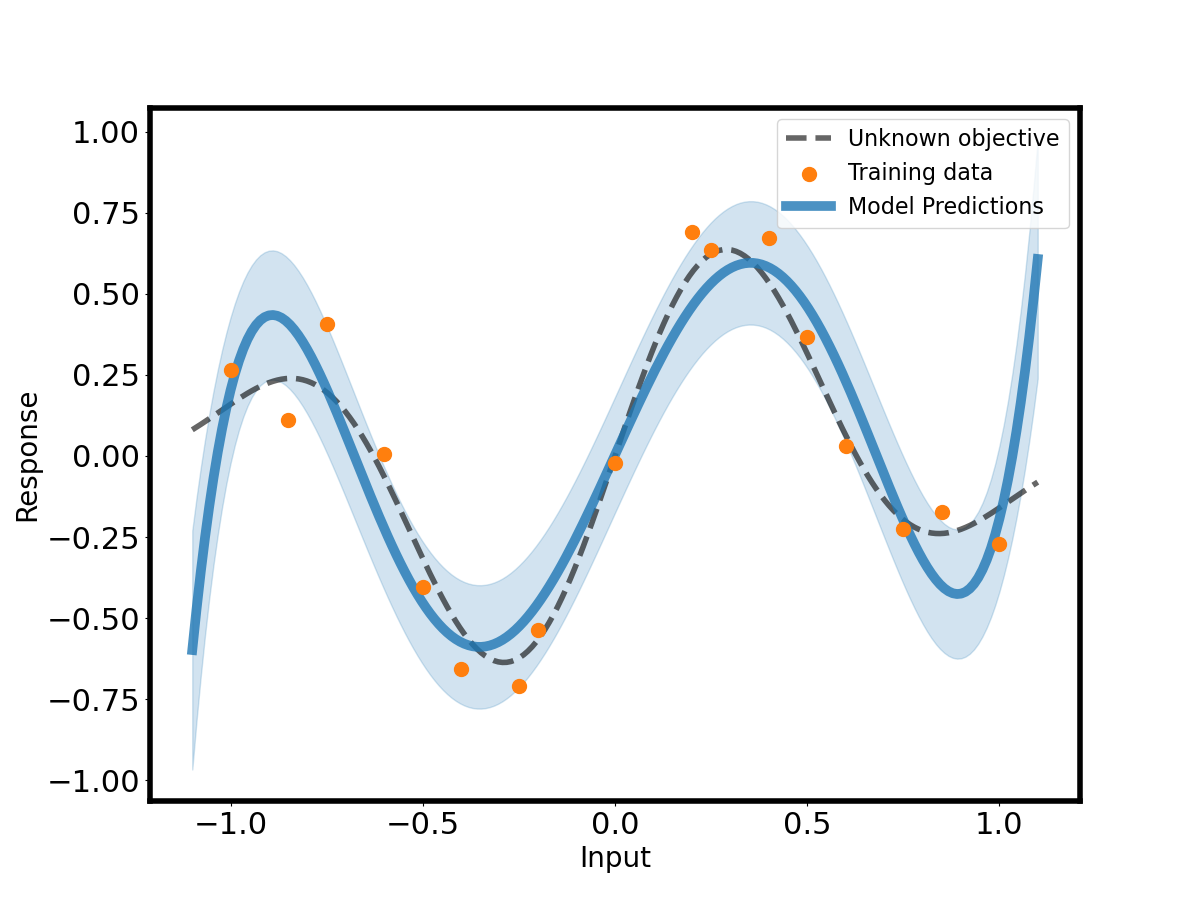 1.00
0.75
0.50
0.25
0.00
−0.25
−0.50
−0.75
−1.00
Response
Unknown objective
Training data
Model Predictions
−1.0 −0.5 0.0 0.5 1.0
Input